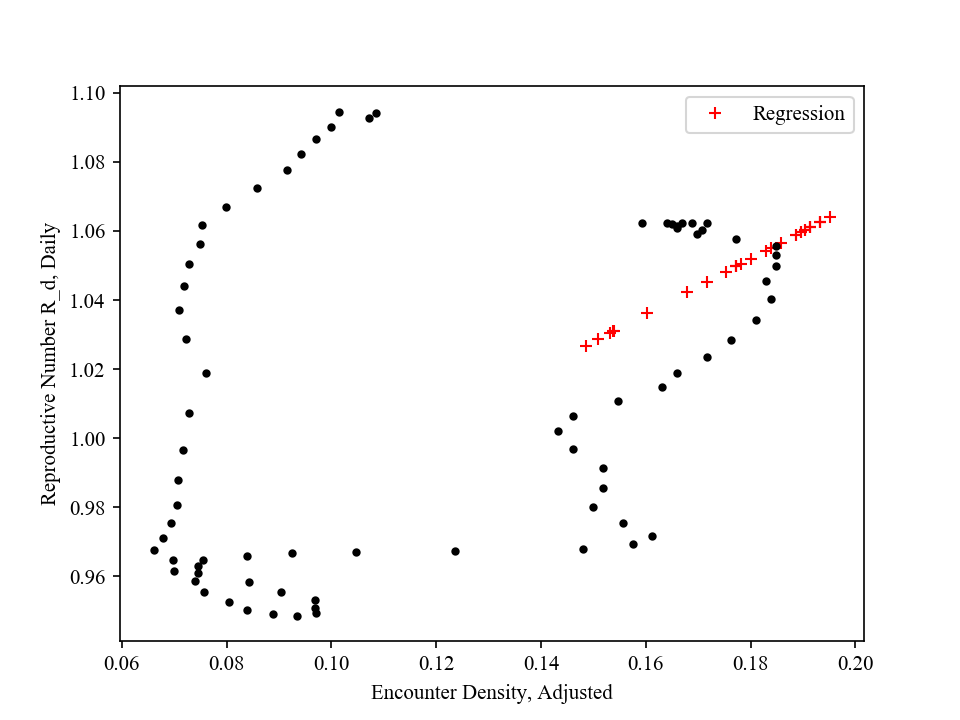 1.10
Regression
1.08
1.06
1.04
1.02
1.00
0.98
0.96
Reproductive Number R_d, Daily
0.06 0.08 0.10 0.12 0.14 0.16 0.18 0.20
Encounter Density, Adjusted